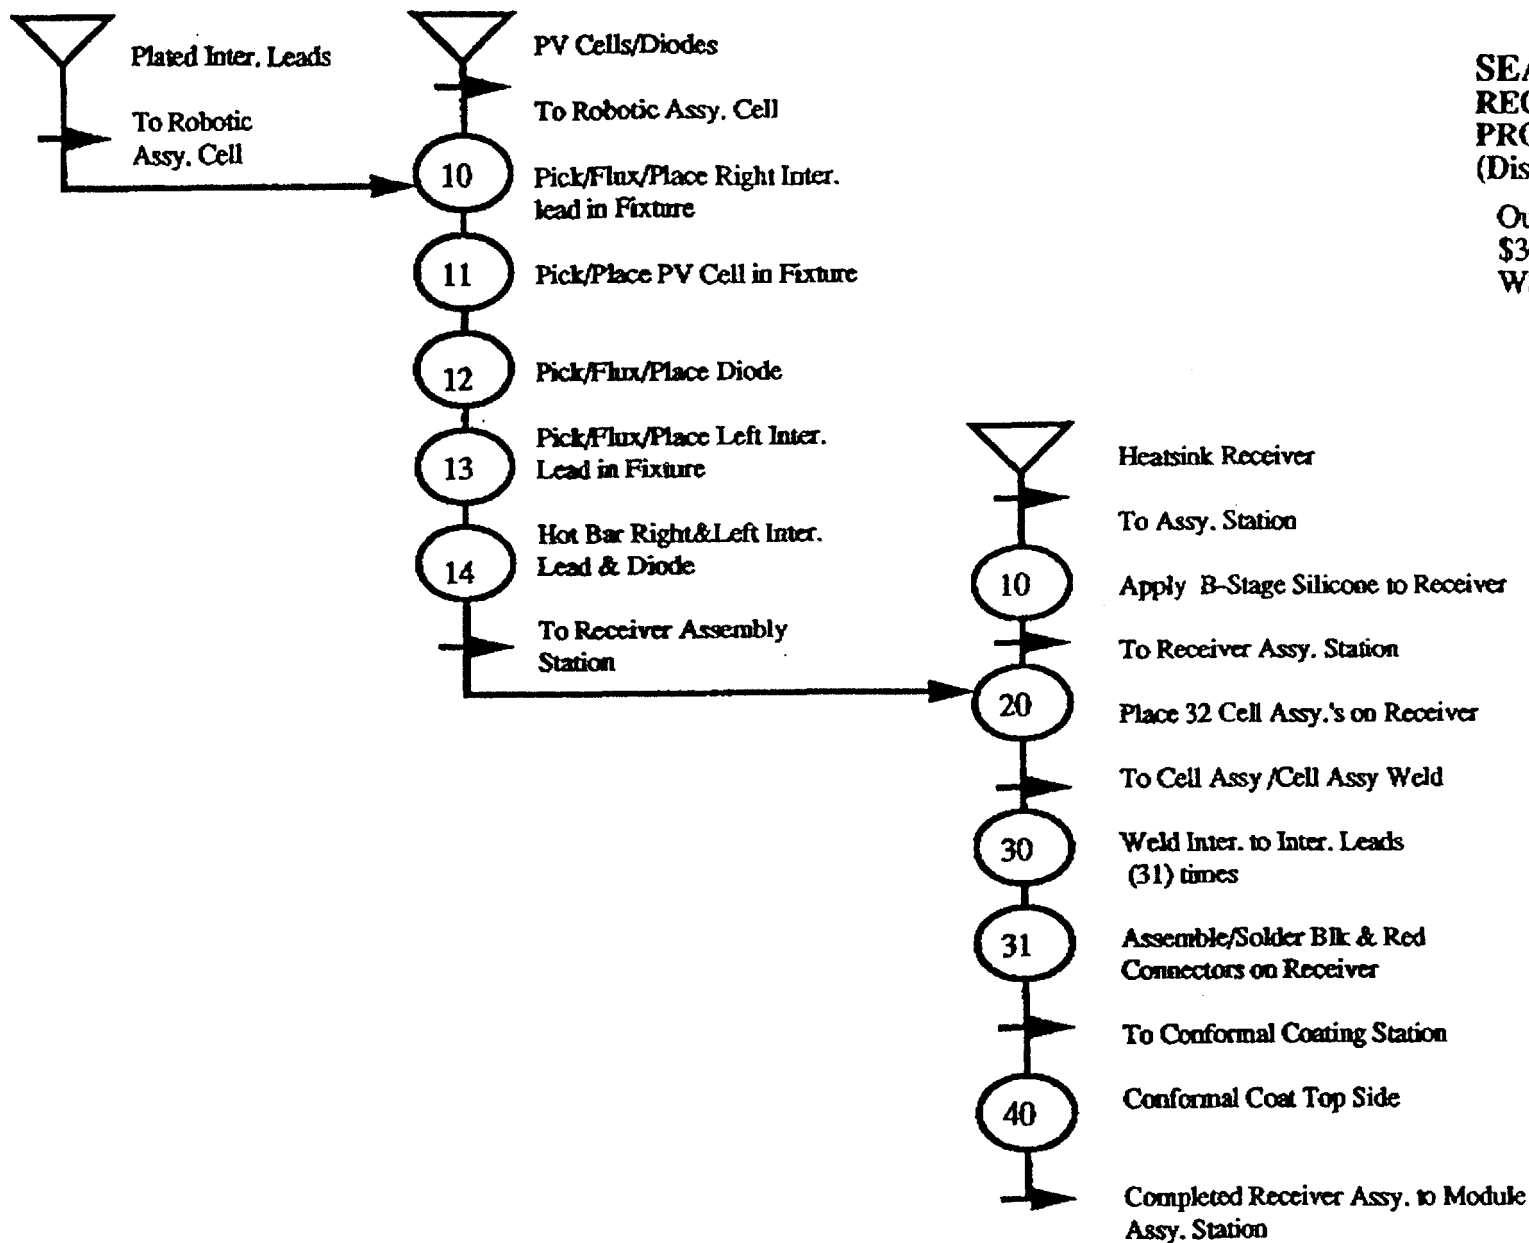 Plated Inter. Leads
To Robotic
Assy. Cell
PV Cells/Diodes
To Robotic Assy. Cell
10
Pick/Flux/Place Right Inter.
lead in Fixture
11
Pick/Place PV Cell in Fixture
12
Pick/Flux/Place Diode
13
Pick/Flux/Place Left Inter.
Lead in Fixture
14
Hot Bar Right&Left Inter.
Lead & Diode
To Receiver Assembly
Station
Heatsink Receiver
To Assy. Station
10
Apply B-Stage Silicone to Receiver
To Receiver Assy. Station
20
Place 32 Cell Assy.'s on Receiver
To Cell Assy /Cell Assy Weld
30
Weld Inter. to Inter. Leads
(31) times
31
Assemble/Solder Blk & Red
Connectors on Receiver
To Conformal Coating Station
40
Conformal Coat Top Side
Completed Receiver Assy. to Module
Assy. Station